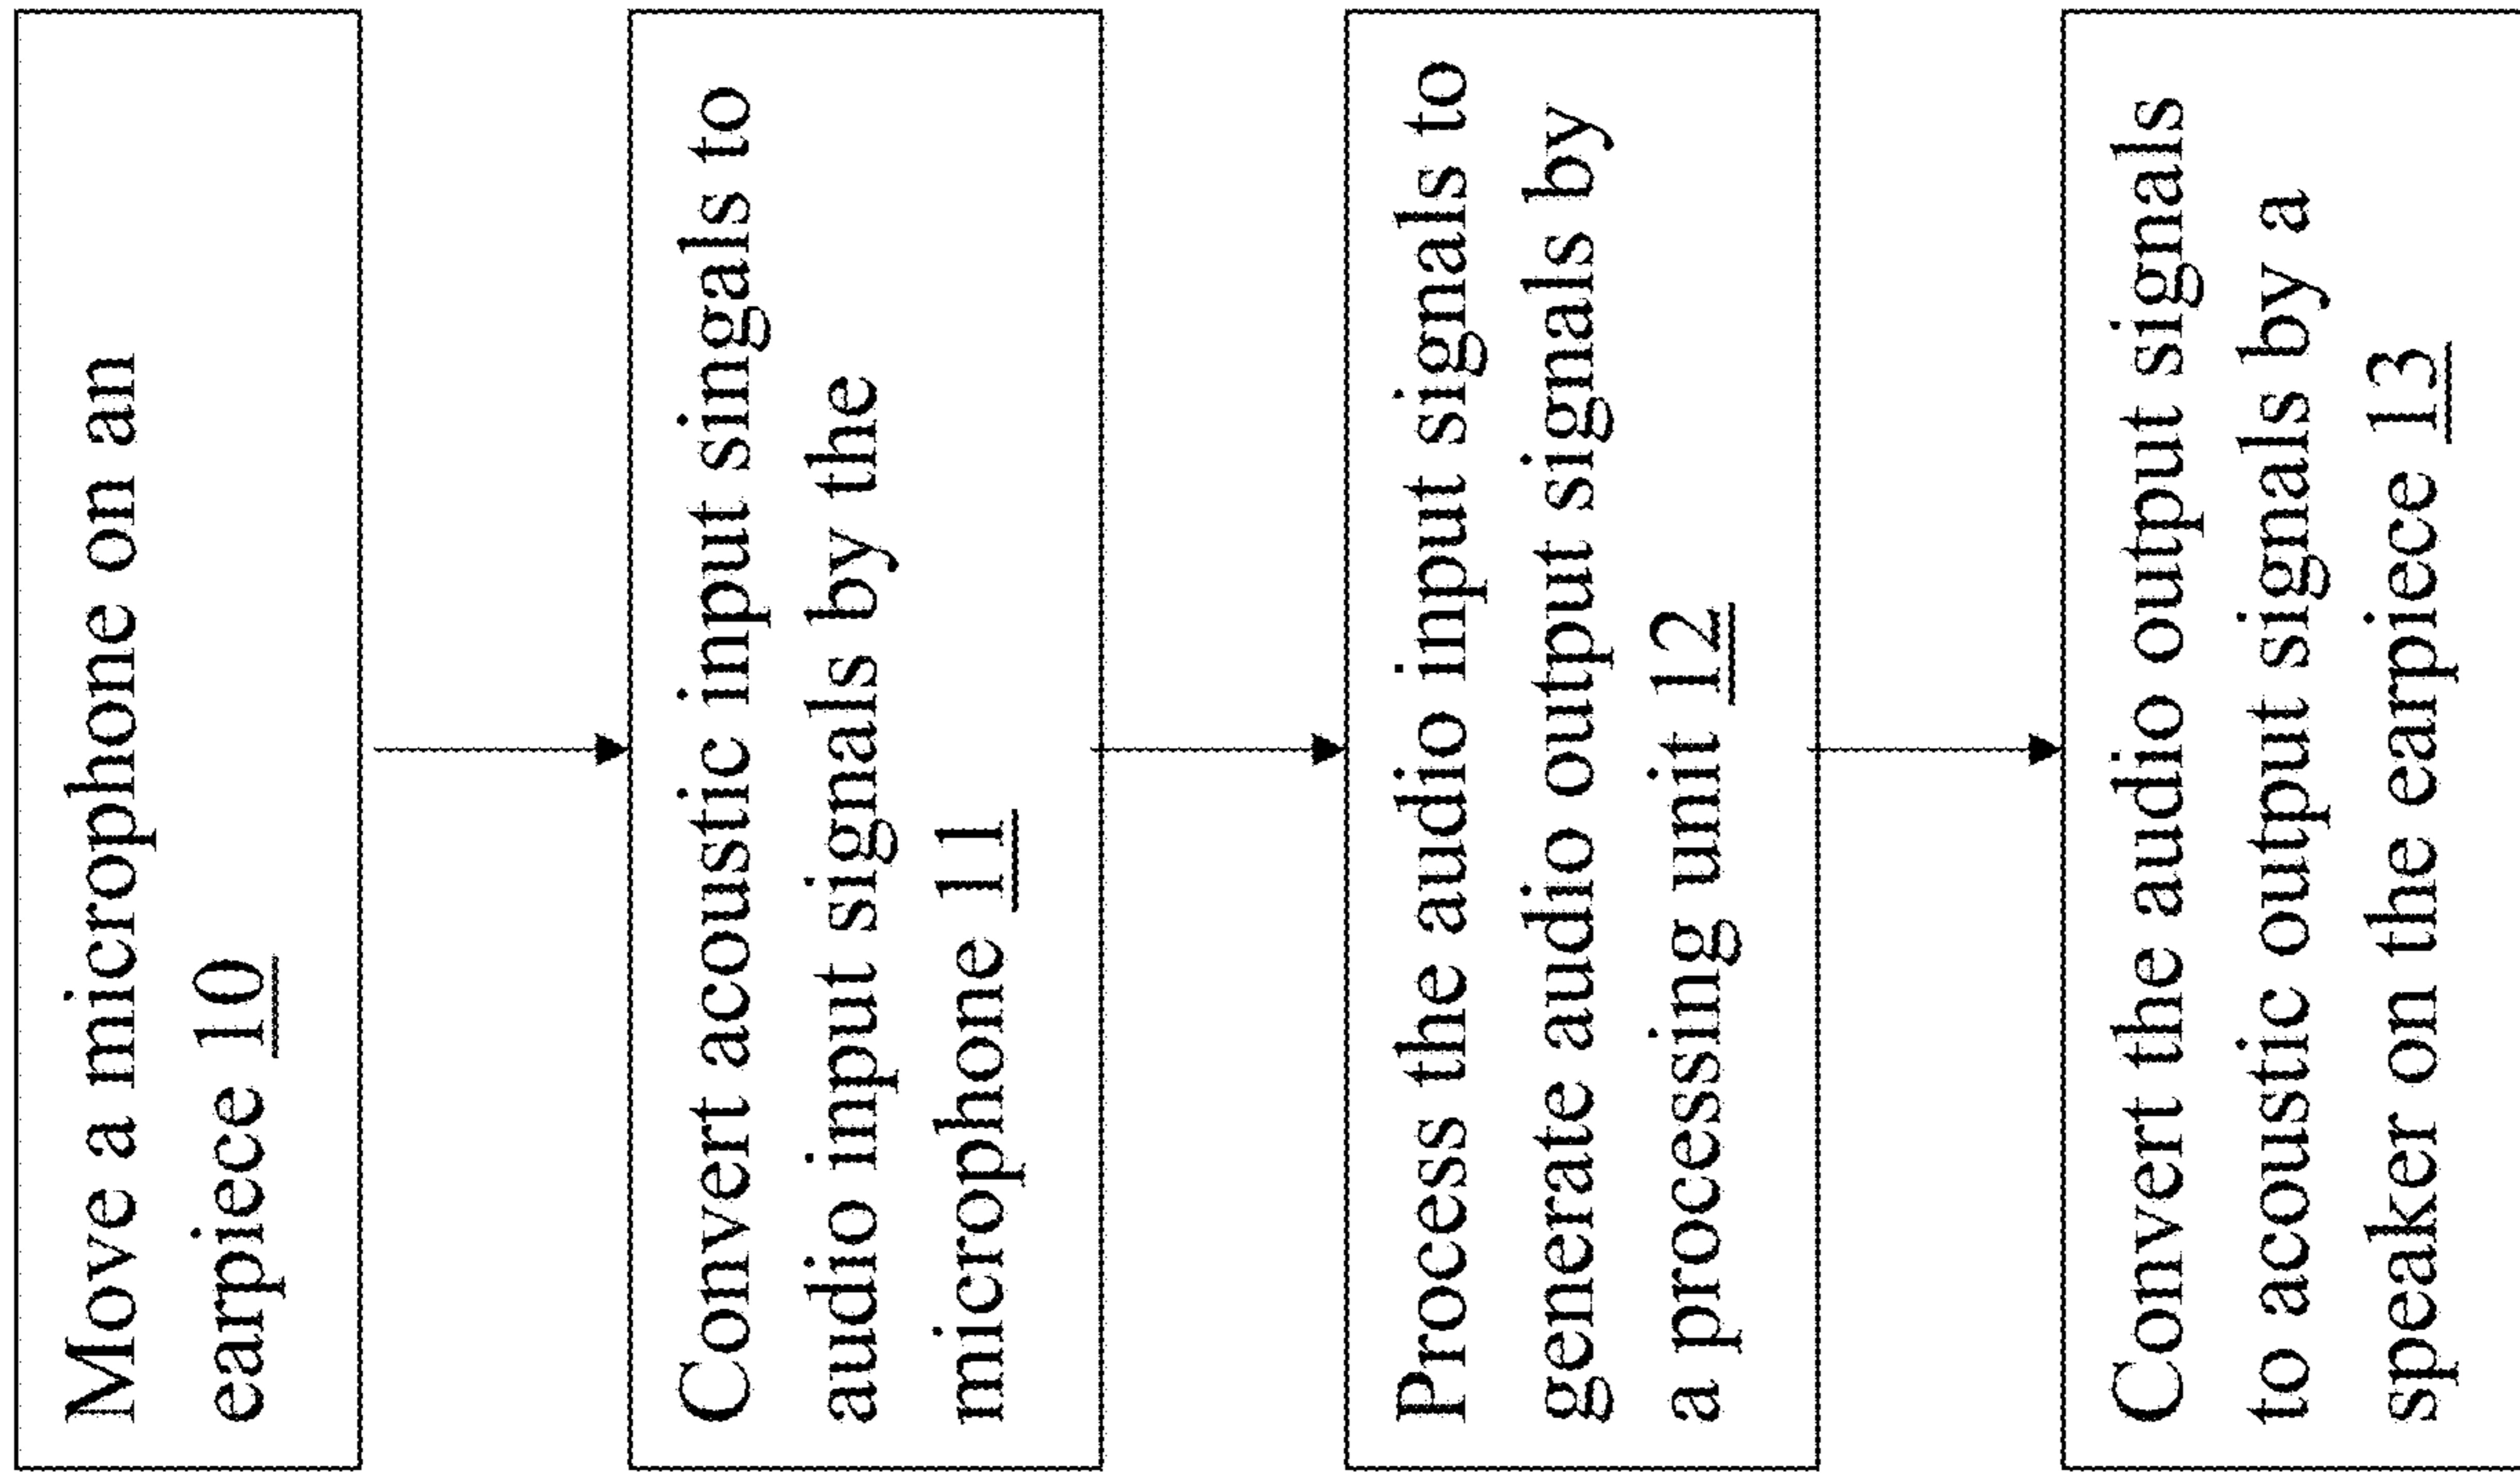 Move a microphone on an
earpiece 10
Convert acoustic input singals to
audio input signals by the
microphone 11
Process the audio input signals to
generate audio output signals by
a processing unit 12
Convert the audio output signals
to acoustic output signals by a
speaker on the earpiece 13